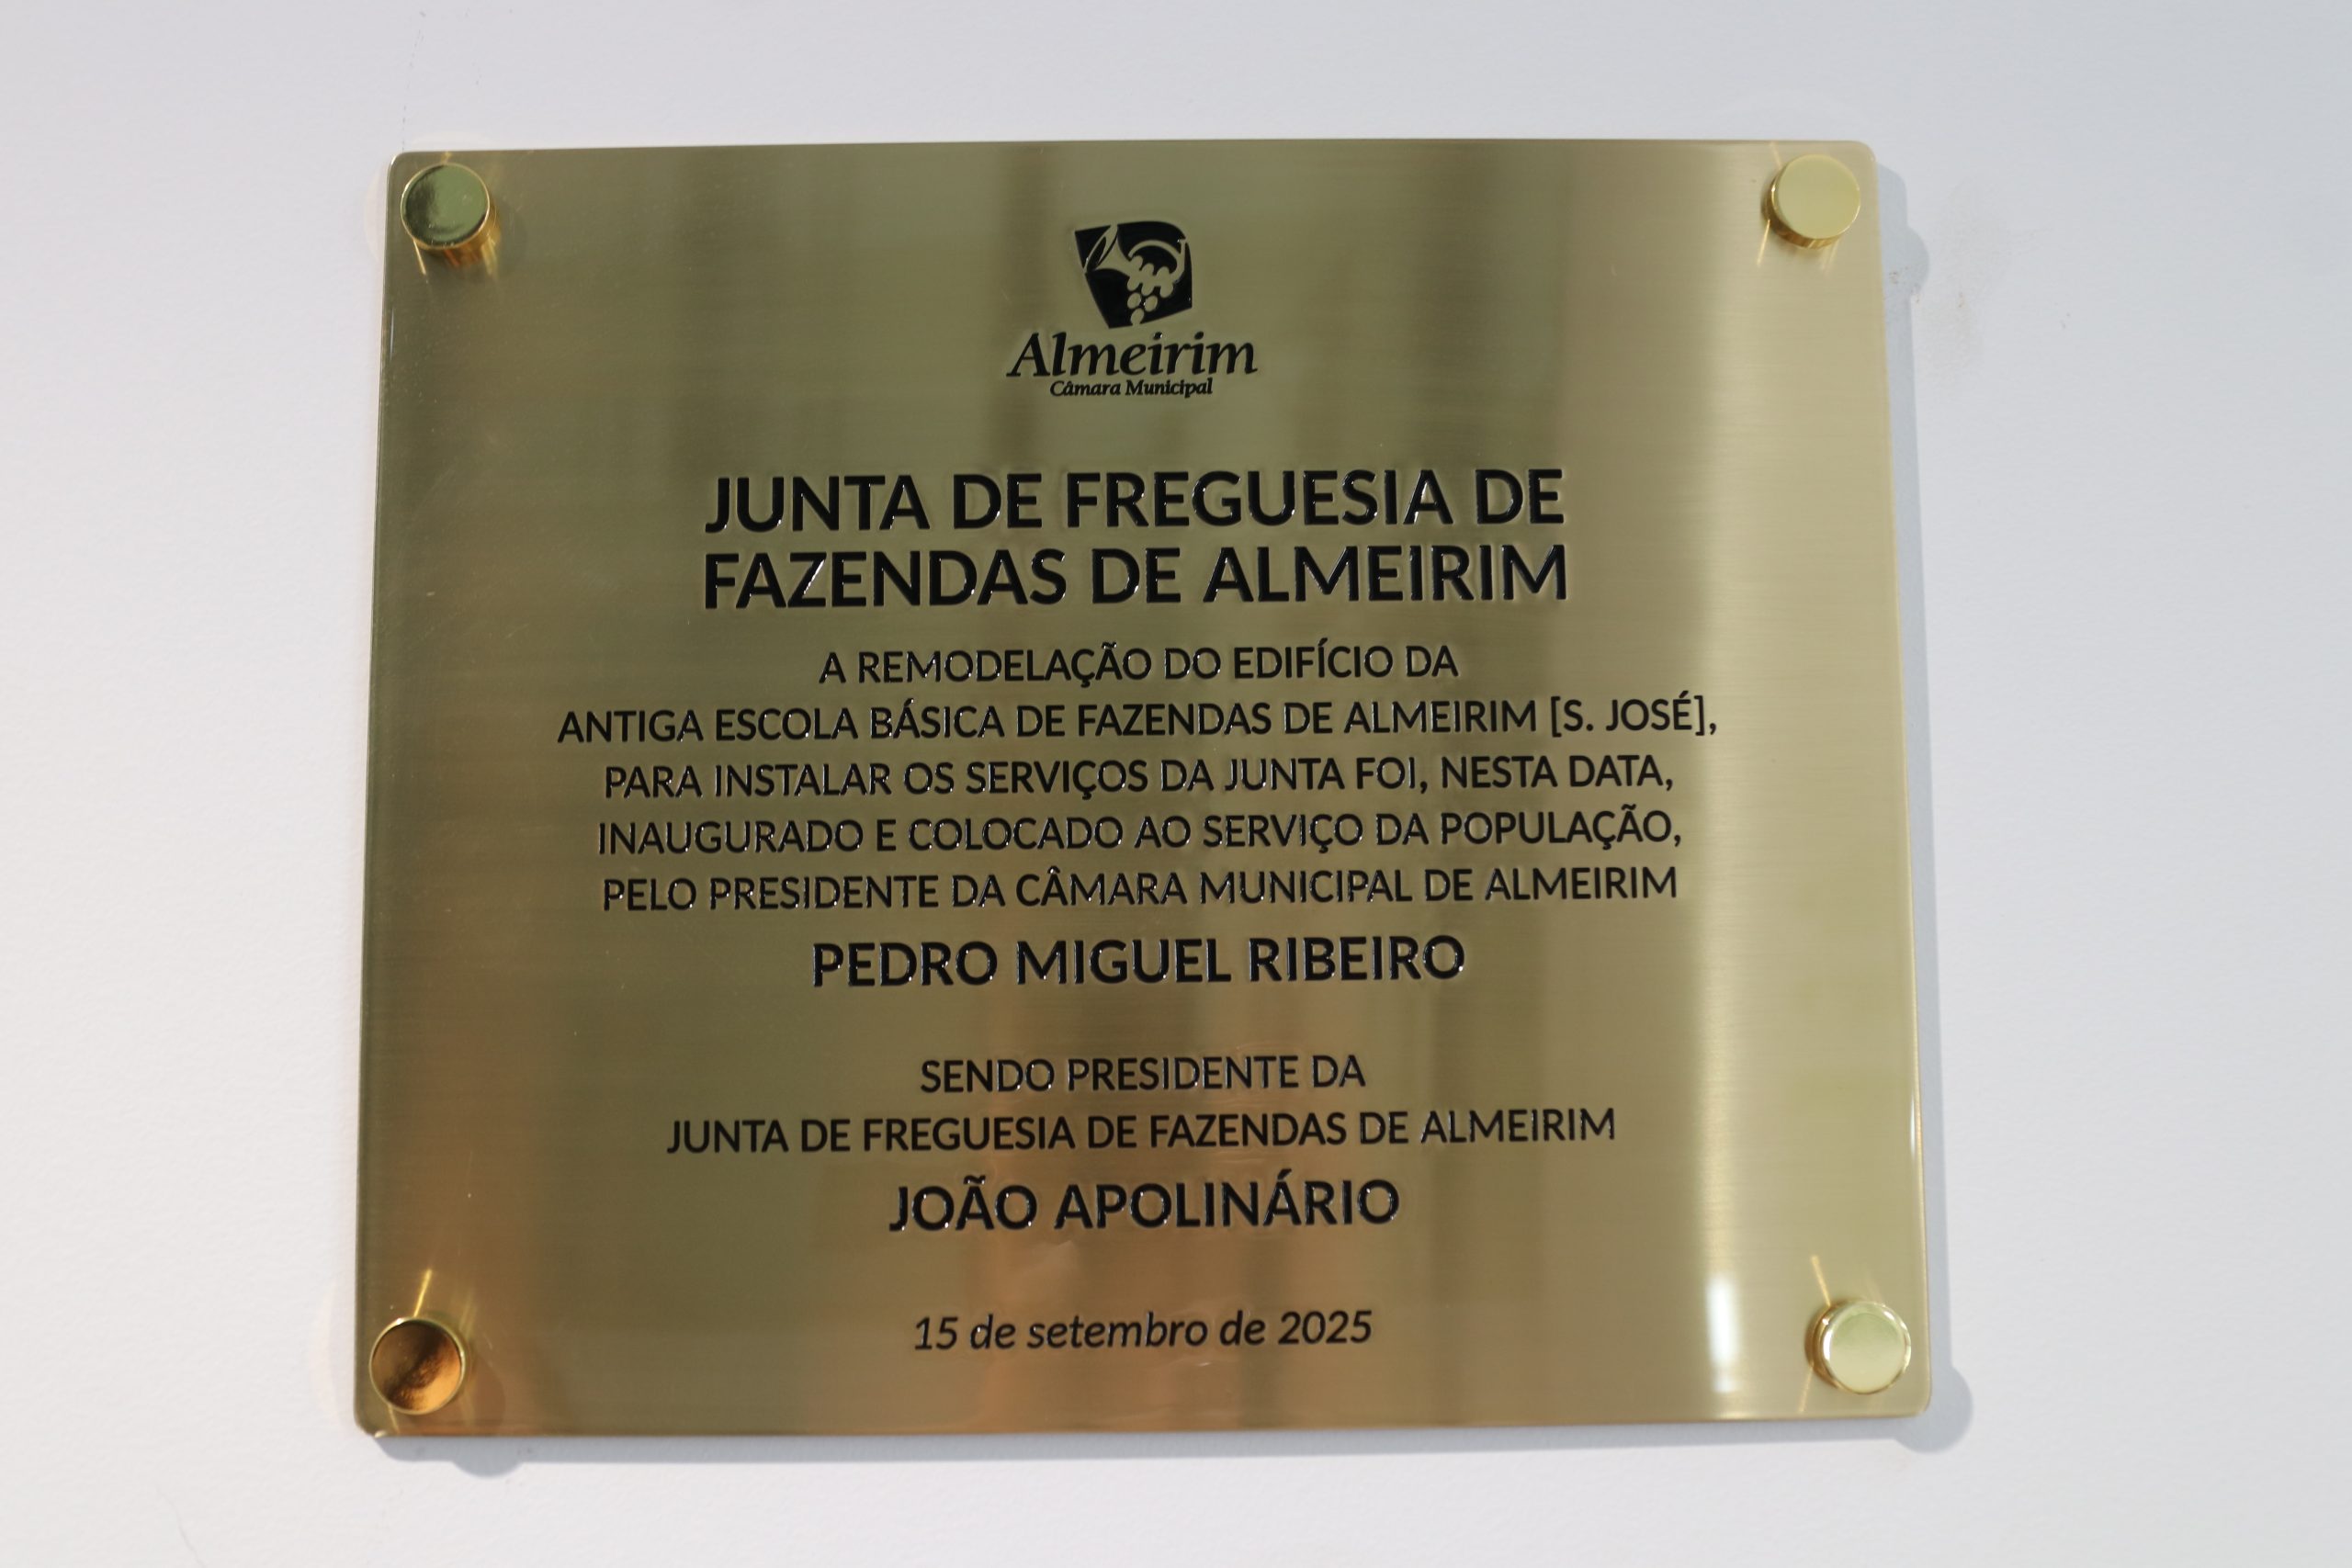 Almeirim
Câmara Municipal
JUNTA DE FREGUESIA DE
FAZENDAS DE ALMEIRIM
A REMODELAÇÃO DO EDIFÍCIO DA
ANTIGA ESCOLA BÁSICA DE FAZENDAS DE ALMEIRIM [S. JOSÉ],
PARA INSTALAR OS SERVIÇOS DA JUNTA FOI, NESTA DATA,
INAUGURADO E COLOCADO AO SERVIÇO DA POPULAÇÃO,
PELO PRESIDENTE DA CÂMARA MUNICIPAL DE ALMEIRIM
PEDRO MIGUEL RIBEIRO
SENDO PRESIDENTE DA
JUNTA DE FREGUESIA DE FAZENDAS DE ALMEIRIM
JOÃO APOLINÁRIO
15 de setembro de 2025